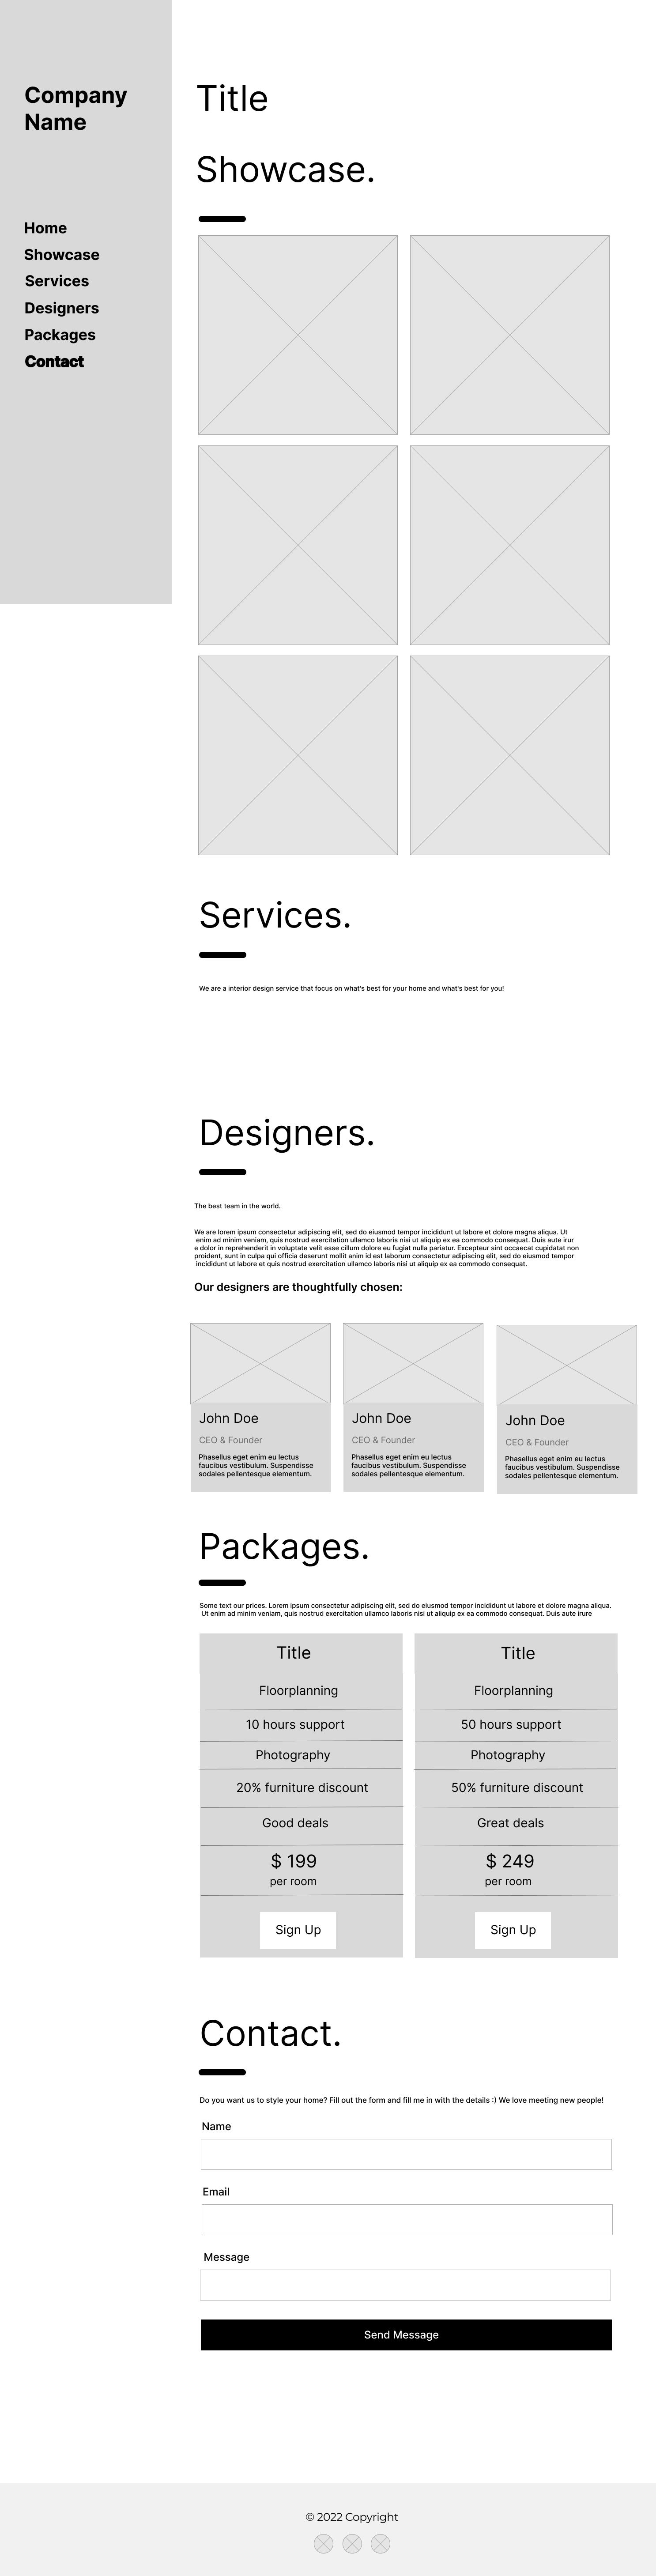 Company
Name
Home
Showcase
Services
Designers
Packages
Contact
Title
Showcase.
Services.
We are a interior design service that focus on what's best for your home and what's best for you!
Designers.
The best team in the world.
We are lorem ipsum consectetur adipiscing elit, sed do eiusmod tempor incididunt ut labore et dolore magna aliqua. Ut
enim ad minim veniam, quis nostrud exercitation ullamco laboris nisi ut aliquip ex ea commodo consequat. Duis aute irur
e dolor in reprehenderit in voluptate velit esse cillum dolore eu fugiat nulla pariatur. Excepteur sint occaecat cupidatat non
proident, sunt in culpa qui officia deserunt mollit anim id est laborum consectetur adipiscing elit, sed do eiusmod tempor
incididunt ut labore et quis nostrud exercitation ullamco laboris nisi ut aliquip ex ea commodo consequat.
Our designers are thoughtfully chosen:
John Doe
CEO & Founder
Phasellus eget enim eu lectus
faucibus vestibulum. Suspendisse
sodales pellentesque elementum.
John Doe
CEO & Founder
Phasellus eget enim eu lectus
faucibus vestibulum. Suspendisse
sodales pellentesque elementum.
John Doe
CEO & Founder
Phasellus eget enim eu lectus
faucibus vestibulum. Suspendisse
sodales pellentesque elementum.
Packages.
Some text our prices. Lorem ipsum consectetur adipiscing elit, sed do eiusmod tempor incididunt ut labore et dolore magna aliqua.
Ut enim ad minim veniam, quis nostrud exercitation ullamco laboris nisi ut aliquip ex ea commodo consequat. Duis aute irure
Title
Floorplanning
10 hours support
Photography
20% furniture discount
Good deals
$ 199
per room
Sign Up
Title
Floorplanning
50 hours support
Photography
50% furniture discount
Great deals
$ 249
per room
Sign Up
Contact.
Do you want us to style your home? Fill out the form and fill me in with the details :) We love meeting new people!
Name
Email
Message
Send Message
© 2022 Copyright